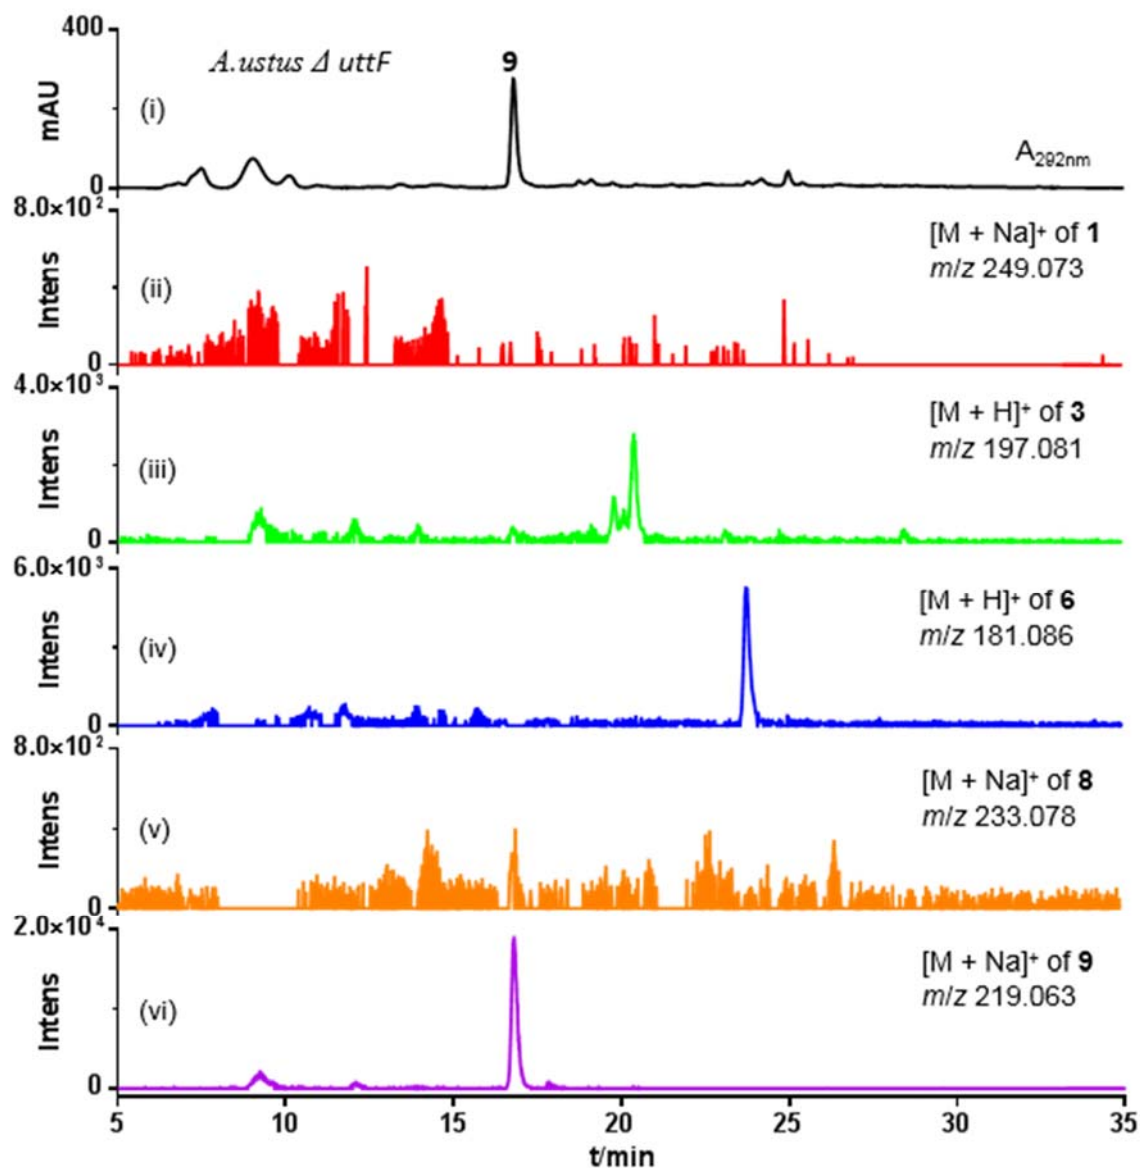 400
A.ustus Δ uttF
9
mAU
(i)
A292nm
0
8.0×10²
[M + Na]⁺ of 1
m/z 249.073
Intens
(ii)
0
4.0×10³
[M + H]⁺ of 3
m/z 197.081
Intens
(iii)
0
6.0×10³
[M + H]⁺ of 6
m/z 181.086
Intens
(iv)
0
8.0×10²
[M + Na]⁺ of 8
m/z 233.078
Intens
(v)
0
2.0×10⁴
[M + Na]⁺ of 9
m/z 219.063
Intens
(vi)
0
5 10 15 20 25 30 35
t/min